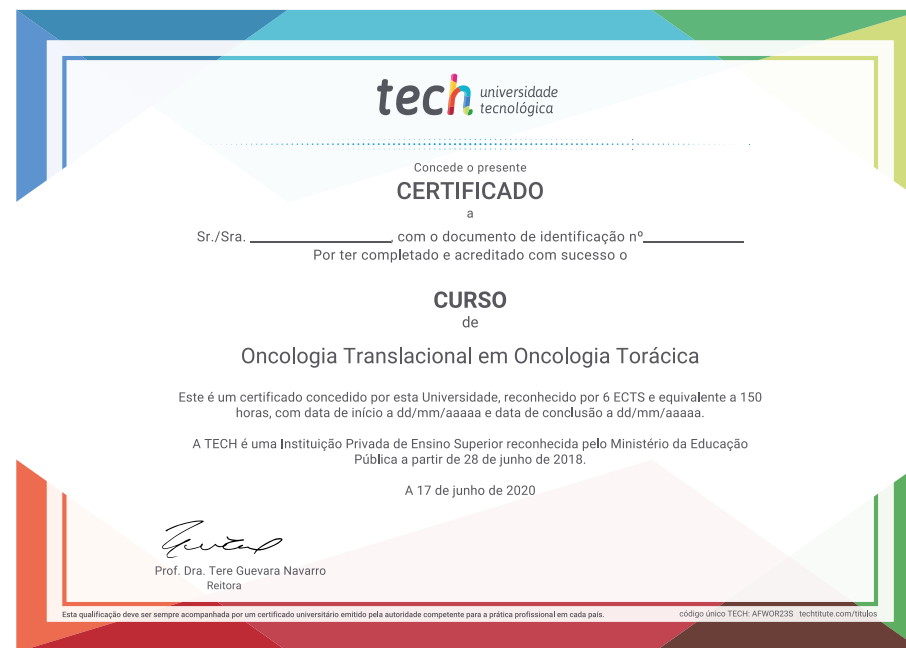 tech universidade
tecnológica
Concede o presente
CERTIFICADO
a
Sr./Sra. ________________, com o documento de identificação nº____________
Por ter completado e acreditado com sucesso o
CURSO
de
Oncologia Translacional em Oncologia Torácica
Este é um certificado concedido por esta Universidade, reconhecido por 6 ECTS e equivalente a 150
horas, com data de início a dd/mm/aaaaa e data de conclusão a dd/mm/aaaaa.
A TECH é uma Instituição Privada de Ensino Superior reconhecida pelo Ministério da Educação
Pública a partir de 28 de junho de 2018.
A 17 de junho de 2020
Prof. Dra. Tere Guevara Navarro
Reitora
Esta qualificação deve ser sempre acompanhada por um certificado universitário emitido pela autoridade competente para a prática profissional em cada país.
código único TECH: AFWOR23S techtitute.com/titulos